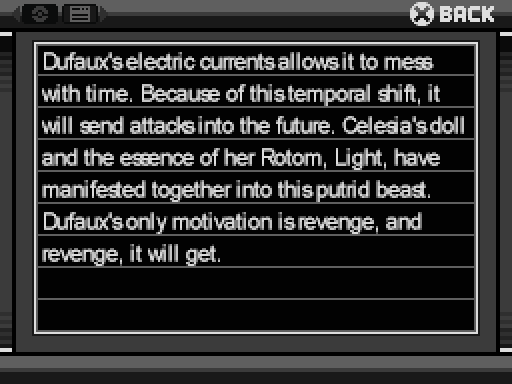 BACK
Dufaux's electric currents allows it to mess
with time. Because of this temporal shift, it
will send attacks into the future. Celesia's doll
and the essence of her Rotom, Light, have
manifested together into this putrid beast.
Dufaux's only motivation is revenge, and
revenge, it will get.